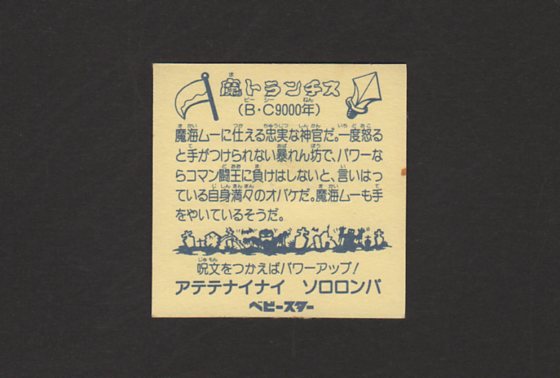 魔トランチス
(B・C9000年)
魔海ムーに仕える忠実な神官だ。一度怒る
と手がつけられない暴れん坊で、パワーな
らコマン闘王に負けはしないと、言いはっ
ている自身満々のオバケだ。魔海ムーも手
をやいているそうだ。
呪文をつかえばパワーアップ!
アテテナイナイ ソロロンパ
ベビースター